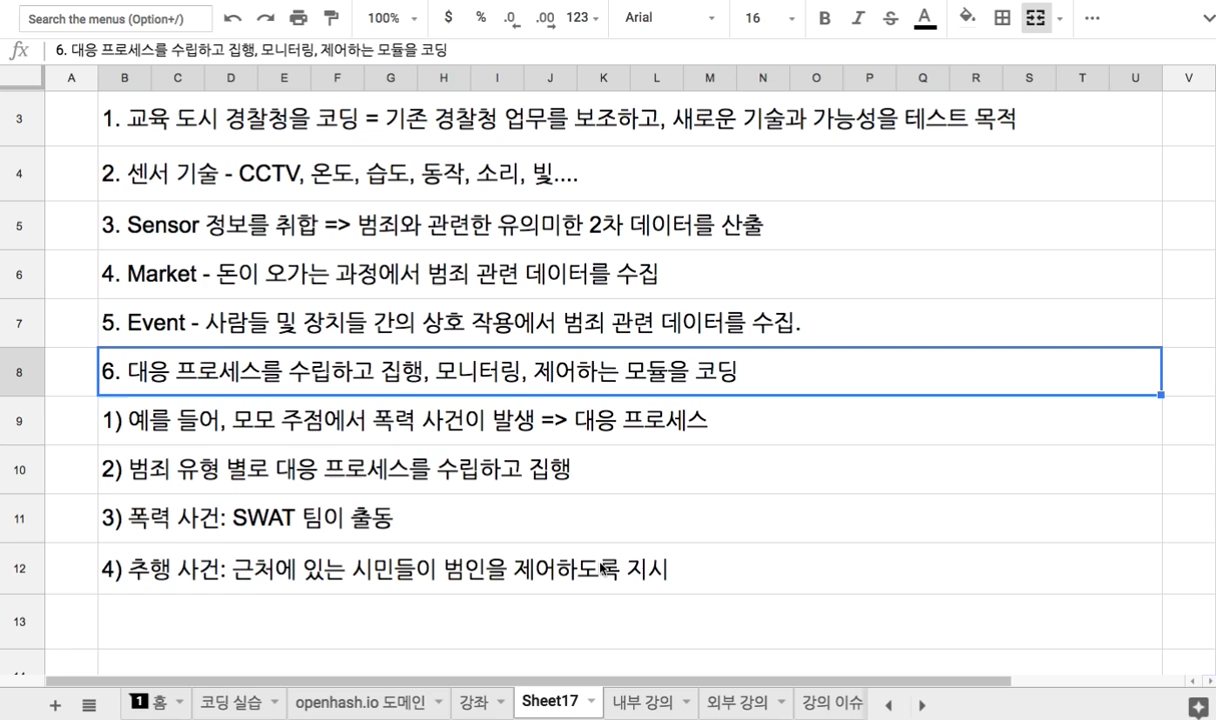 Search the menus (Option+/)
100%
$ % .0 .00 123
Arial
16
B I S A
fx
6. 대응 프로세스를 수립하고 집행, 모니터링, 제어하는 모듈을 코딩
A B C D E F G H I J K L M N O P Q R S T U V
3 1. 교육 도시 경찰청을 코딩 = 기존 경찰청 업무를 보조하고, 새로운 기술과 가능성을 테스트 목적
4 2. 센서 기술 - CCTV, 온도, 습도, 동작, 소리, 빛....
5 3. Sensor 정보를 취합 => 범죄와 관련한 유의미한 2차 데이터를 산출
6 4. Market - 돈이 오가는 과정에서 범죄 관련 데이터를 수집
7 5. Event - 사람들 및 장치들 간의 상호 작용에서 범죄 관련 데이터를 수집.
8 6. 대응 프로세스를 수립하고 집행, 모니터링, 제어하는 모듈을 코딩
9 1) 예를 들어, 모모 주점에서 폭력 사건이 발생 => 대응 프로세스
10 2) 범죄 유형 별로 대응 프로세스를 수립하고 집행
11 3) 폭력 사건: SWAT 팀이 출동
12 4) 추행 사건: 근처에 있는 시민들이 범인을 제어하도록 지시
13
1 홈 코딩 실습 openhash.io 도메인 강좌 Sheet17 내부 강의 외부 강의 강의 이슈